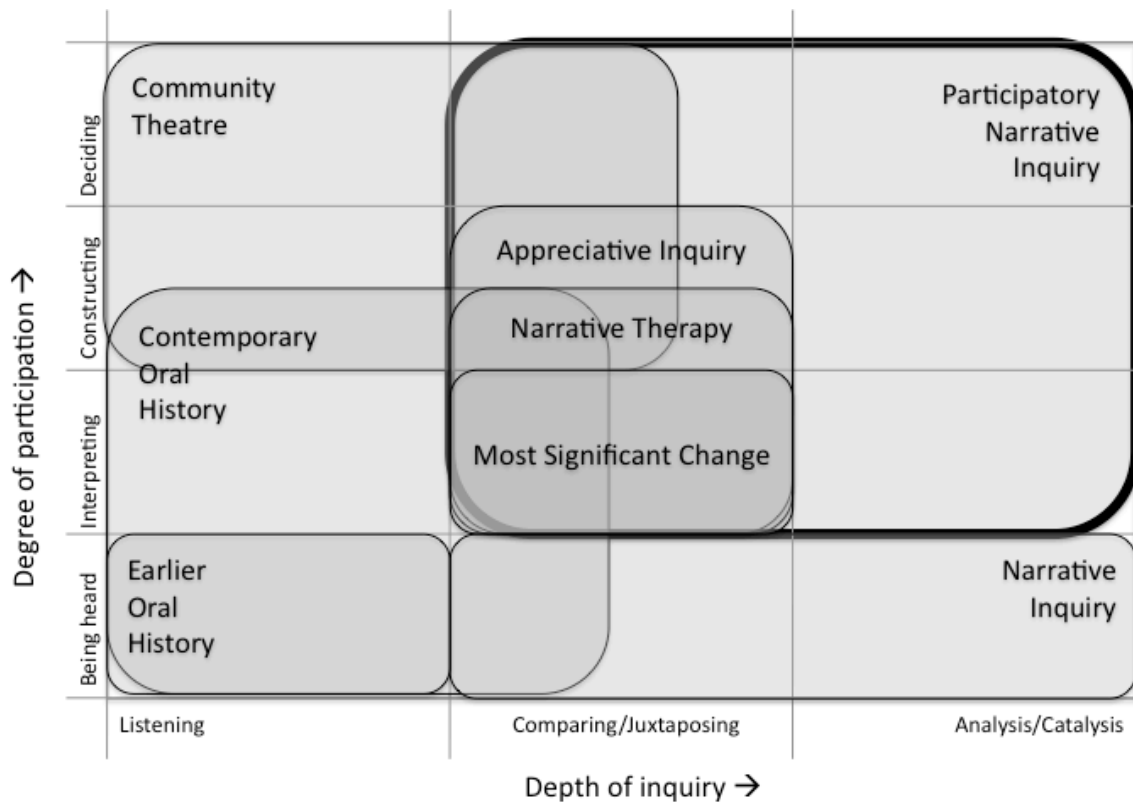 Community
Theatre
Participatory
Narrative
Inquiry
Appreciative Inquiry
Narrative Therapy
Contemporary
Oral
History
Most Significant Change
Earlier
Oral
History
Narrative
Inquiry
Degree of participation →
Deciding
Constructing
Interpreting
Being heard
Listening
Comparing/Juxtaposing
Analysis/Catalysis
Depth of inquiry →